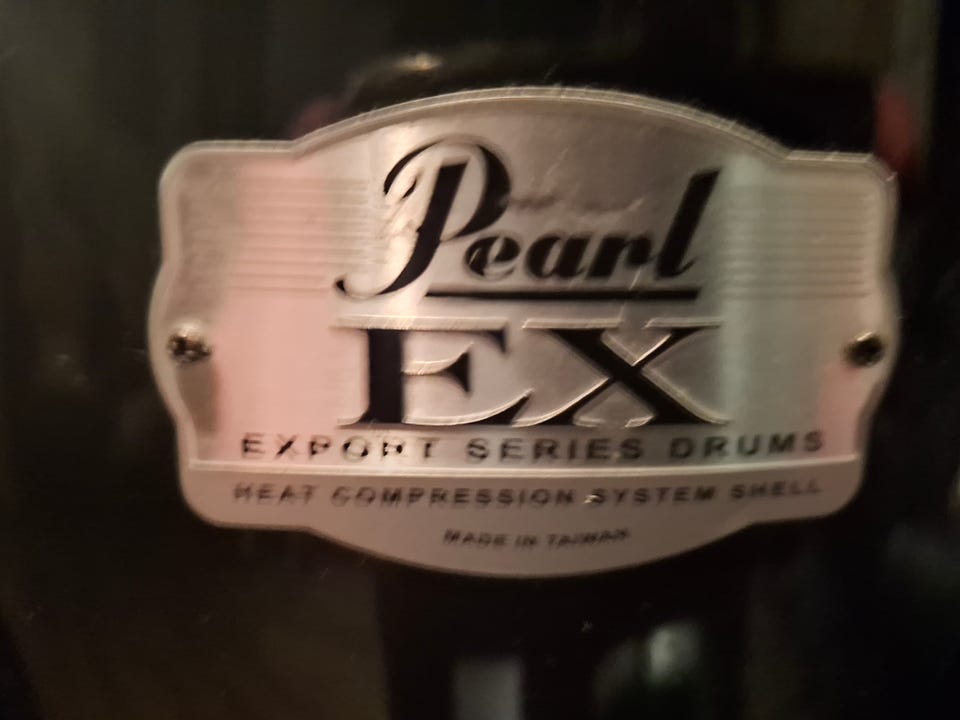 Pearl
EX
EXPORT SERIES DRUMS
HEAT COMPRESSION SYSTEM SHELL
MADE IN TAIWAN